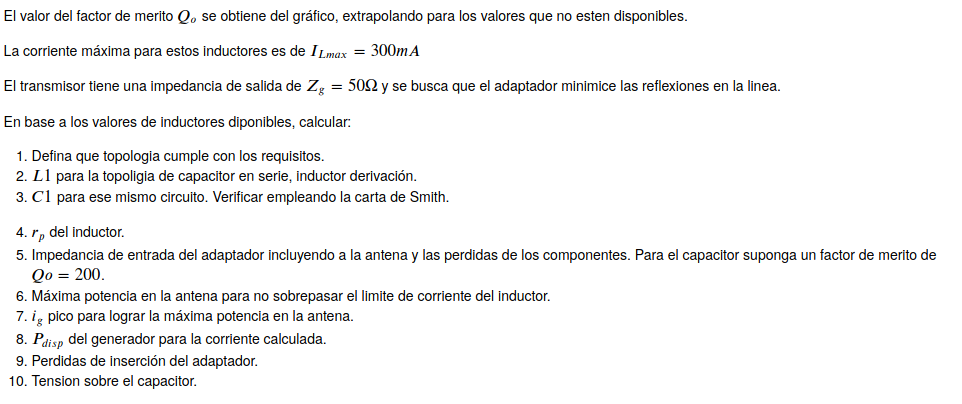 El valor del factor de merito Qₒ se obtiene del gráfico, extrapolando para los valores que no esten disponibles.
La corriente máxima para estos inductores es de I_{Lmax} = 300mA
El transmisor tiene una impedancia de salida de Z_g = 50Ω y se busca que el adaptador minimice las reflexiones en la linea.
En base a los valores de inductores diponibles, calcular:
1. Defina que topologia cumple con los requisitos.
2. L1 para la topoligia de capacitor en serie, inductor derivación.
3. C1 para ese mismo circuito. Verificar empleando la carta de Smith.
4. r_p del inductor.
5. Impedancia de entrada del adaptador incluyendo a la antena y las perdidas de los componentes. Para el capacitor suponga un factor de merito de
Qo = 200.
6. Máxima potencia en la antena para no sobrepasar el limite de corriente del inductor.
7. i_g pico para lograr la máxima potencia en la antena.
8. P_{disp} del generador para la corriente calculada.
9. Perdidas de inserción del adaptador.
10. Tension sobre el capacitor.